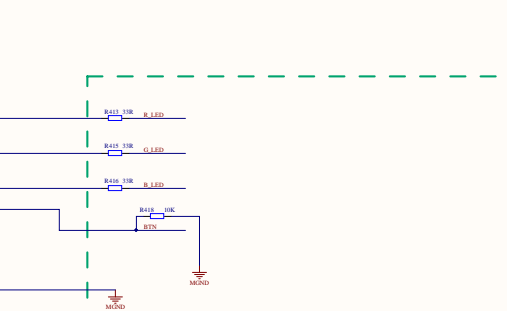 R413 33R R_LED
R415 33R G_LED
R416 33R B_LED
R418 10K
BTN
MGND
MGND